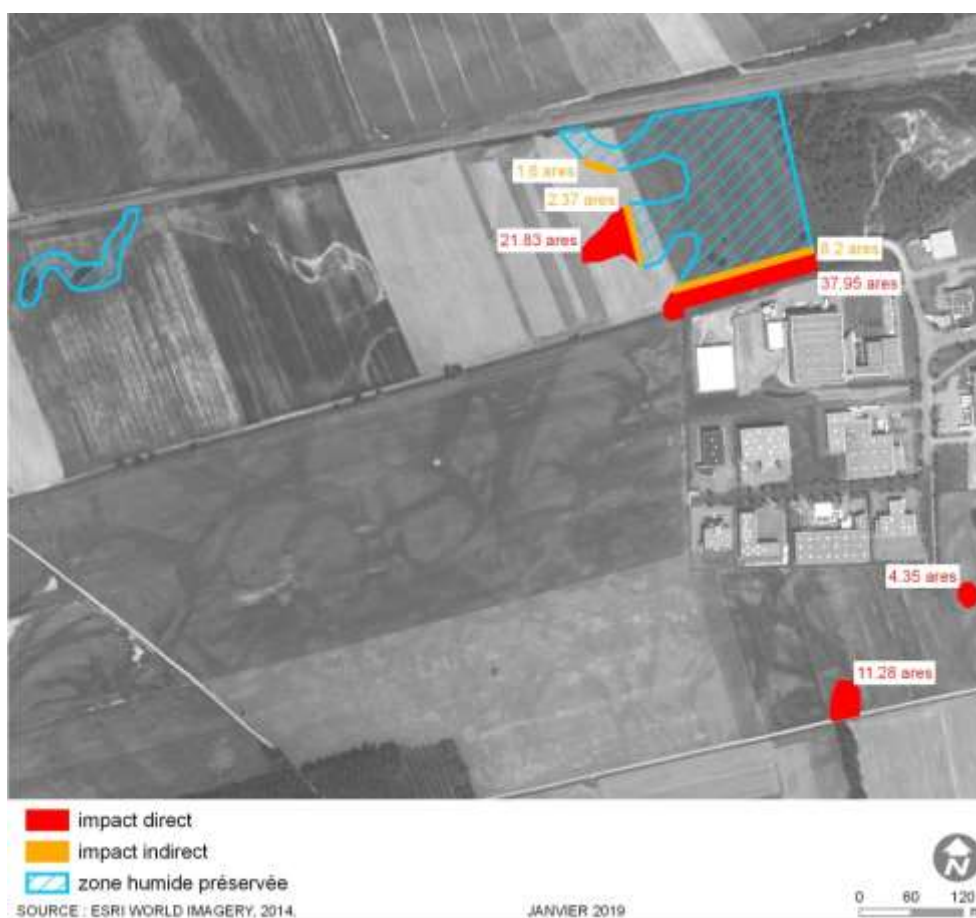 1.8 ares
2.37 ares
21.83 ares
6.2 ares
37,95 ares
4.35 ares
11.28 ares
impact direct
impact indirect
zone humide préservée
N
SOURCE : ESRI WORLD IMAGERY, 2014.
JANVIER 2019
0 60 120